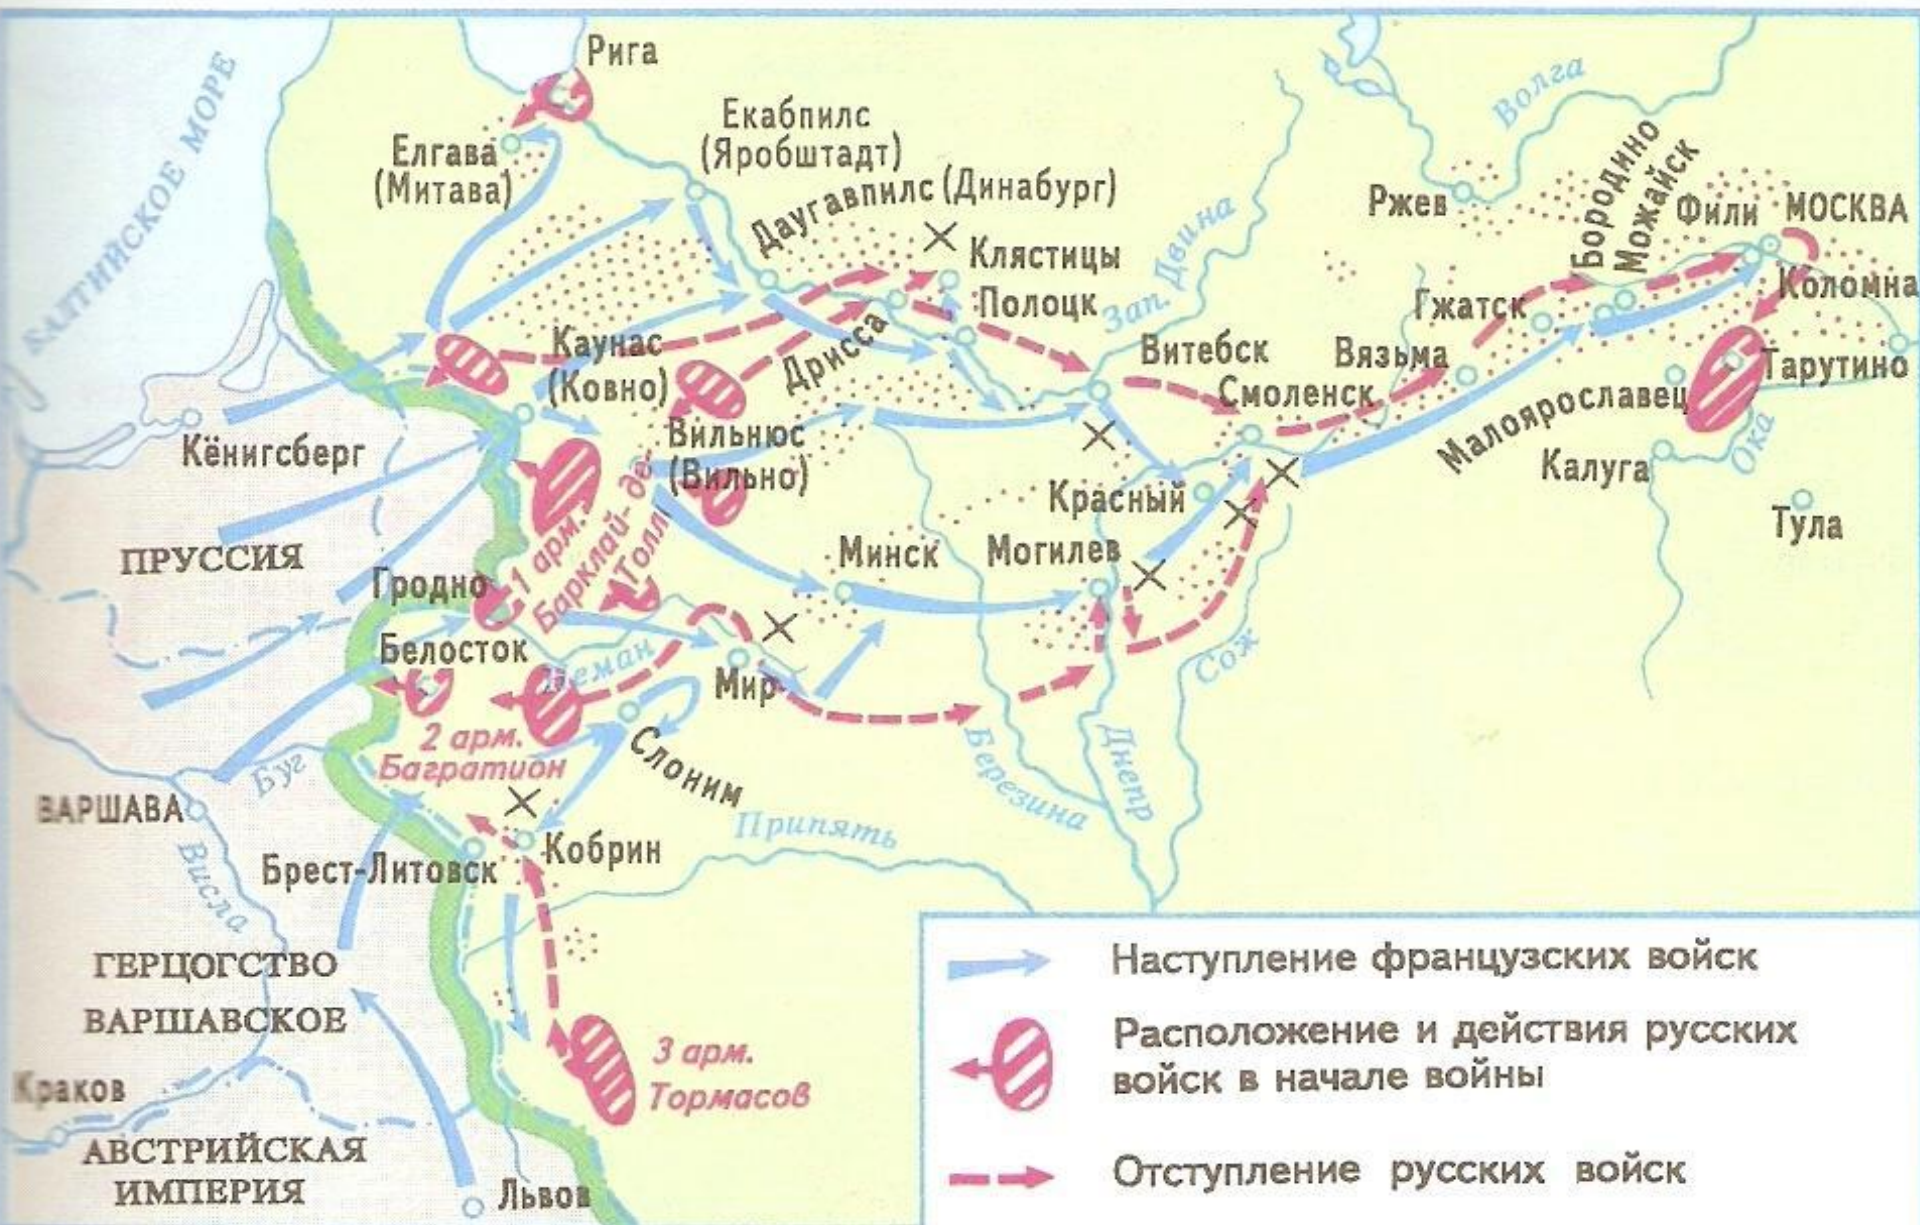 Рига
БАЛТИЙСКОЕ МОРЕ
Елгава
(Митава)
Екабпилс
(Яробштадт)
Даугавпилс (Динабург)
Клястицы
Полоцк
Зап. Двина
Волга
Ржев
Бородино
Можайск
Фили
МОСКВА
Коломна
Гжатск
Каунас
(Ковно)
Дрисса
Витебск
Вязьма
Смоленск
Тарутино
Малоярославец
Кёнигсберг
Вильнюс
(Вильно)
Калуга
Ока
Красный
Тула
ПРУССИЯ
1 арм.
Барклай-де-
Толли
Минск
Могилев
Гродно
Белосток
Неман
Мир
Сож
2 арм.
Багратион
Слоним
Буг
Березина
Днепр
ВАРШАВА
Висла
Припять
Брест-Литовск
Кобрин
ГЕРЦОГСТВО
ВАРШАВСКОЕ
Краков
3 арм.
Тормасов
АВСТРИЙСКАЯ
ИМПЕРИЯ
Львов
Наступление французских войск
Расположение и действия русских
войск в начале войны
Отступление русских войск